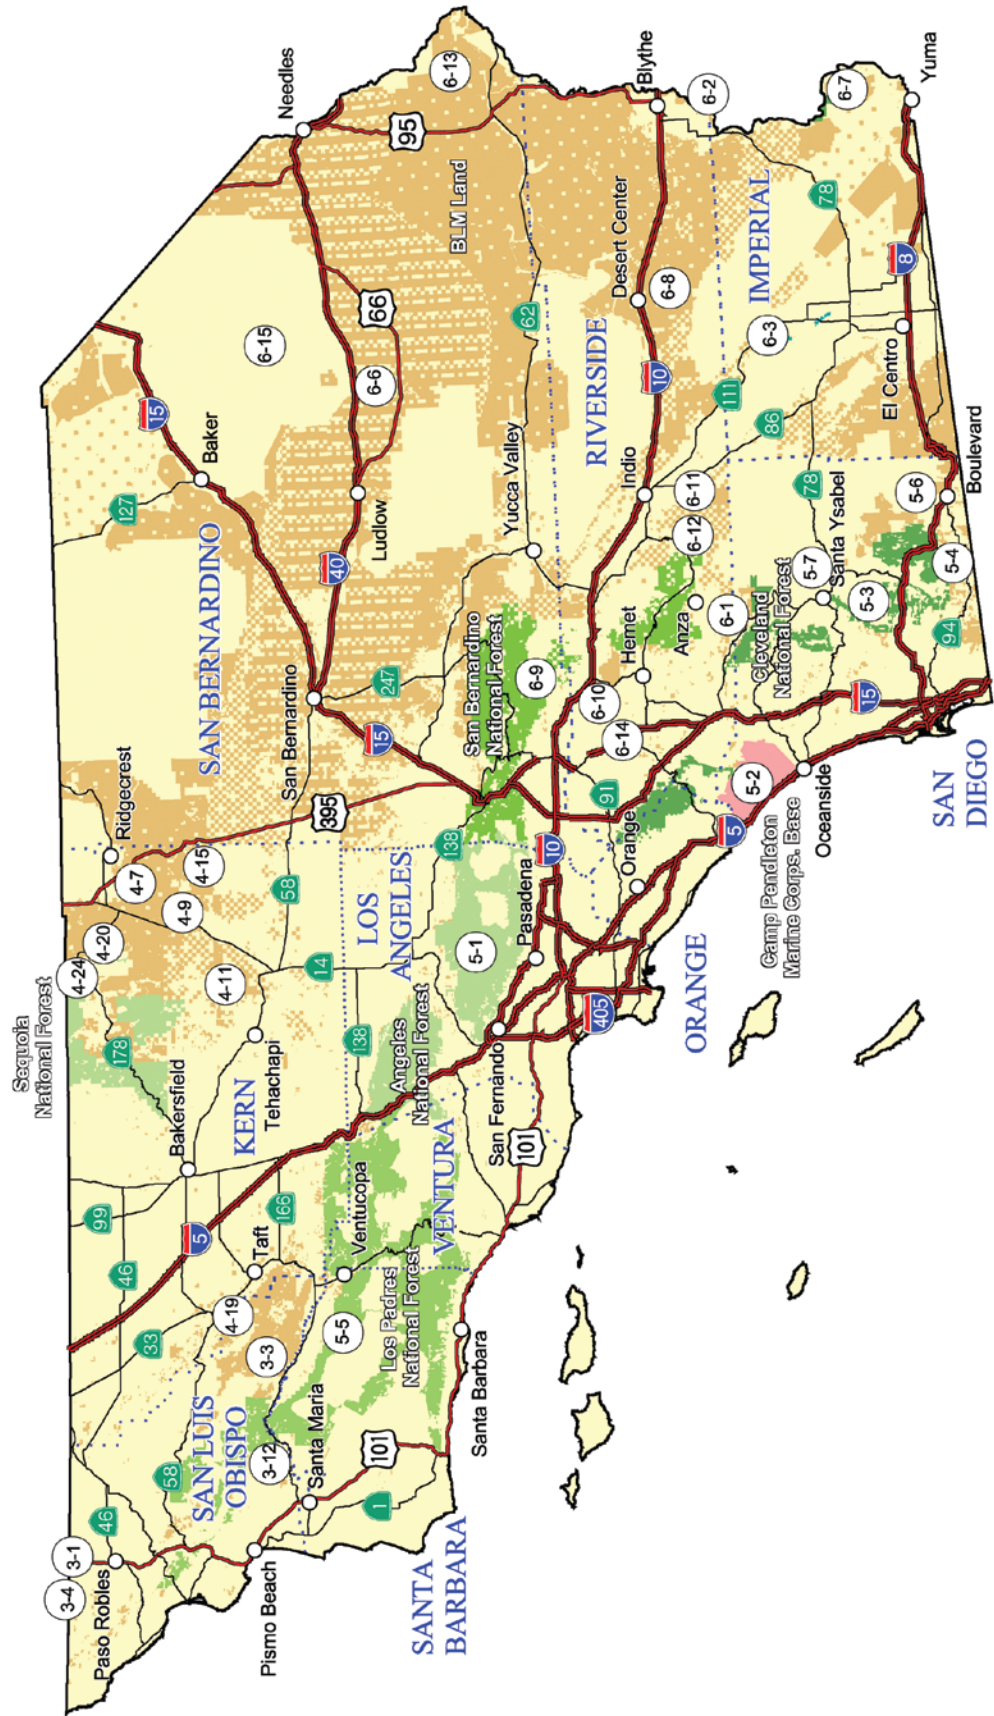 Sequoia
National Forest
3-4
3-1
4-24
Paso Robles
46
99
4-20
Ridgecrest
46
178
4-7
127
15
33
Bakersfield
4-9
4-15
SAN BERNARDINO
Baker
58
5
SAN LUIS
OBISPO
4-19
4-11
Pismo Beach
3-12
3-3
Taft
166
KERN
Tehachapi
58
San Bernardino
6-15
Needles
Santa Maria
14
395
40
5-5
Ventucopa
138
LOS
ANGELES
15
247
Ludlow
6-6
66
1
101
Los Padres
National Forest
Angeles
National Forest
95
SANTA
BARBARA
VENTURA
138
BLM Land
6-13
Santa Barbara
5-1
San Bernardino
National Forest
San Fernando
101
Pasadena
6-9
Yucca Valley
62
10
405
91
6-10
RIVERSIDE
6-14
Orange
Hemet
Indio
Desert Center
Blythe
10
6-8
ORANGE
Anza
6-12
6-11
6-2
5
6-1
111
5-2
Cleveland
National Forest
86
6-3
IMPERIAL
Camp Pendleton
Marine Corps. Base
5-7
78
78
Oceanside
Santa Ysabel
6-7
15
5-3
El Centro
8
5-6
SAN
DIEGO
94
5-4
Boulevard
Yuma